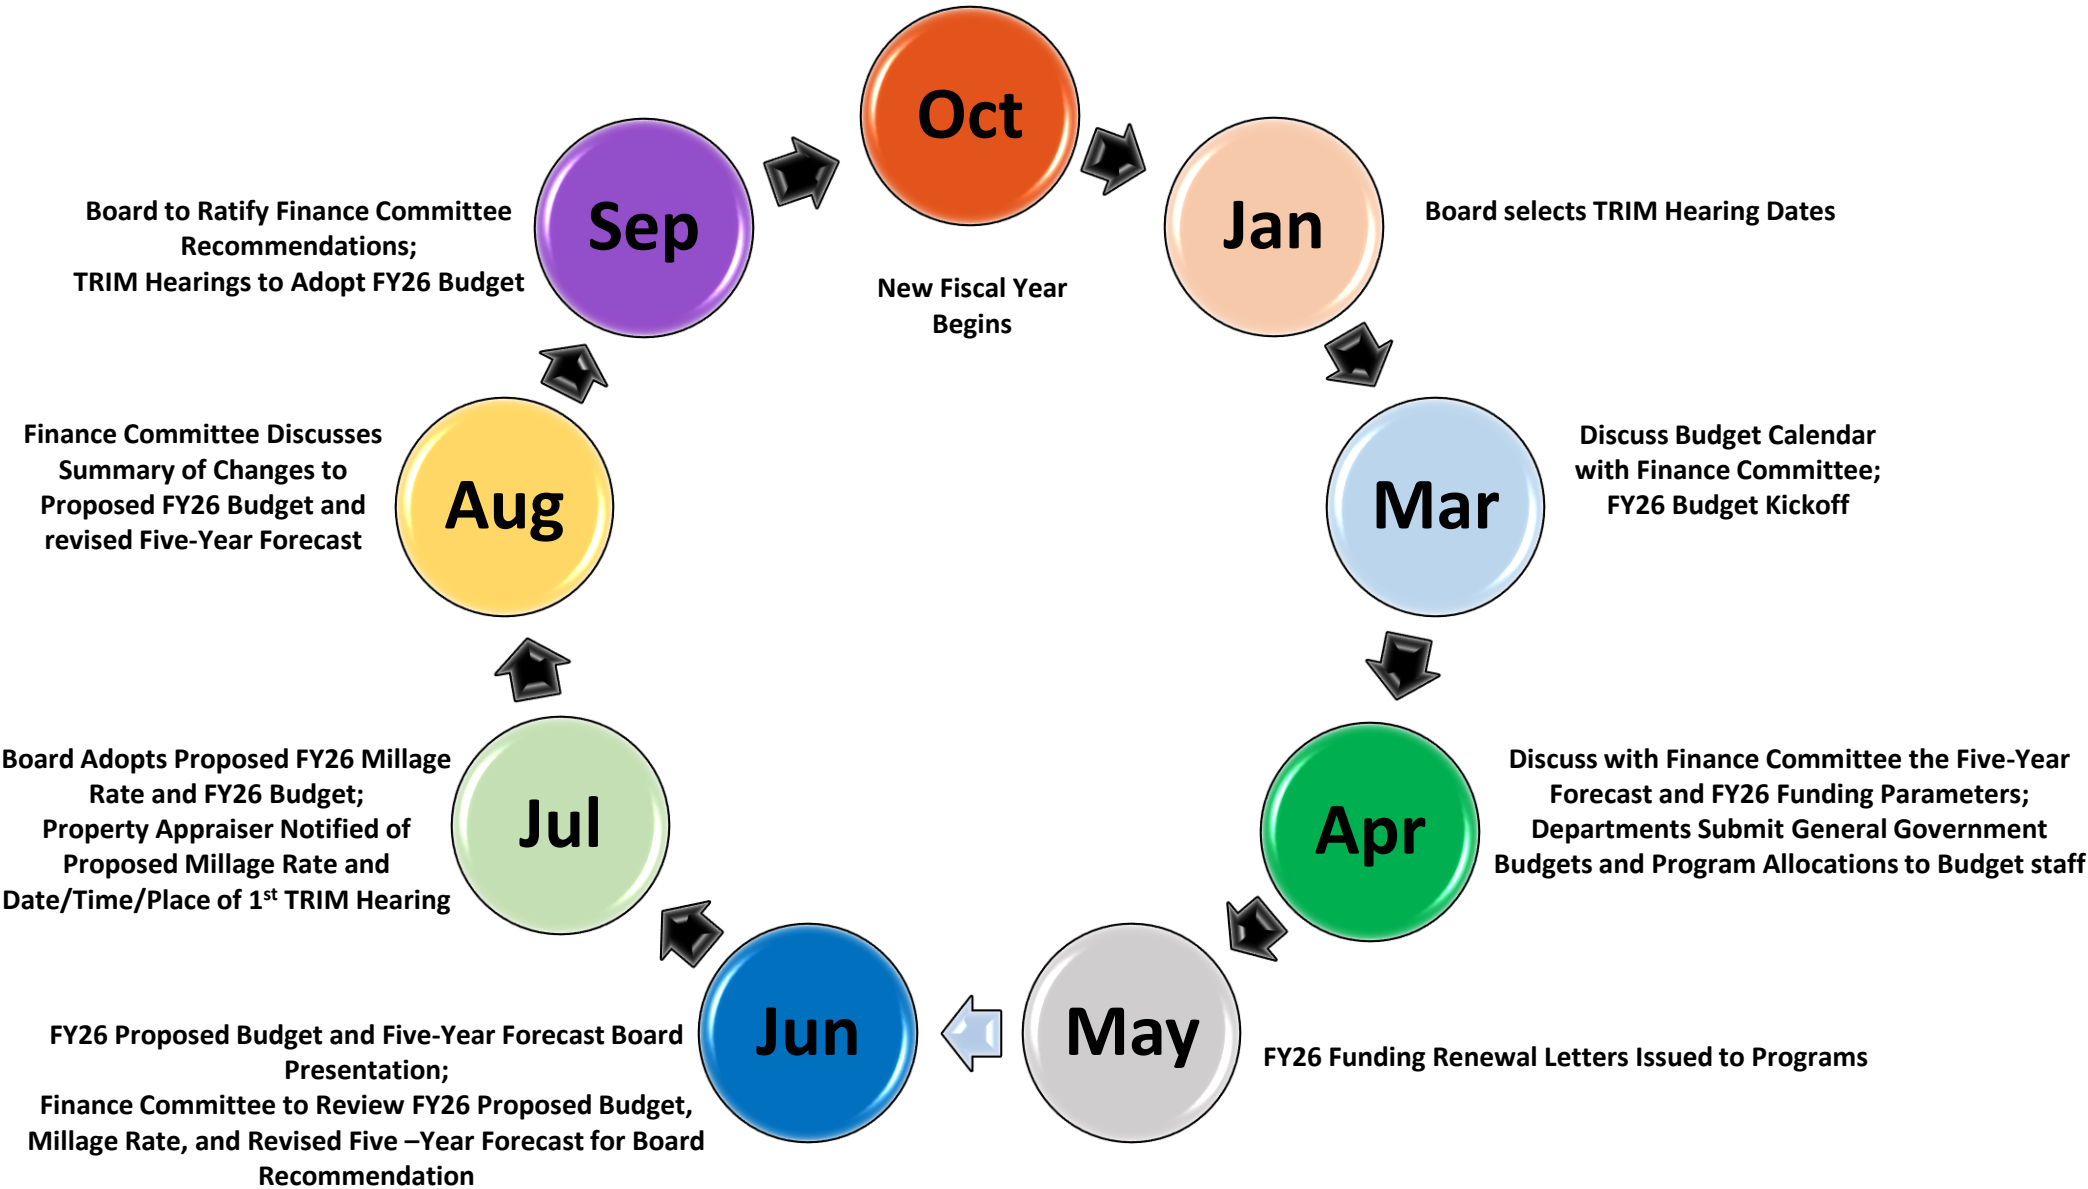 Oct
New Fiscal Year
Begins
Jan
Board selects TRIM Hearing Dates
Mar
Discuss Budget Calendar
with Finance Committee;
FY26 Budget Kickoff
Apr
Discuss with Finance Committee the Five-Year
Forecast and FY26 Funding Parameters;
Departments Submit General Government
Budgets and Program Allocations to Budget staff
May
FY26 Funding Renewal Letters Issued to Programs
Jun
FY26 Proposed Budget and Five-Year Forecast Board
Presentation;
Finance Committee to Review FY26 Proposed Budget,
Millage Rate, and Revised Five –Year Forecast for Board
Recommendation
Jul
Board Adopts Proposed FY26 Millage
Rate and FY26 Budget;
Property Appraiser Notified of
Proposed Millage Rate and
Date/Time/Place of 1st TRIM Hearing
Aug
Finance Committee Discusses
Summary of Changes to
Proposed FY26 Budget and
revised Five-Year Forecast
Sep
Board to Ratify Finance Committee
Recommendations;
TRIM Hearings to Adopt FY26 Budget